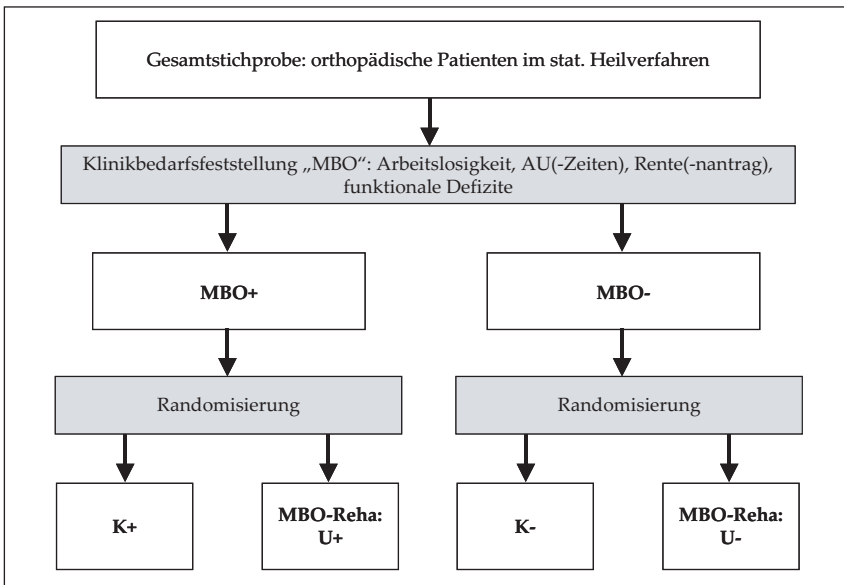 Gesamtstichprobe: orthopädische Patienten im stat. Heilverfahren
Klinikbedarfsfeststellung „MBO“: Arbeitslosigkeit, AU(-Zeiten), Rente(-nantrag),
funktionale Defizite
MBO+
MBO-
Randomisierung
Randomisierung
K+
MBO-Reha:
U+
K-
MBO-Reha:
U-